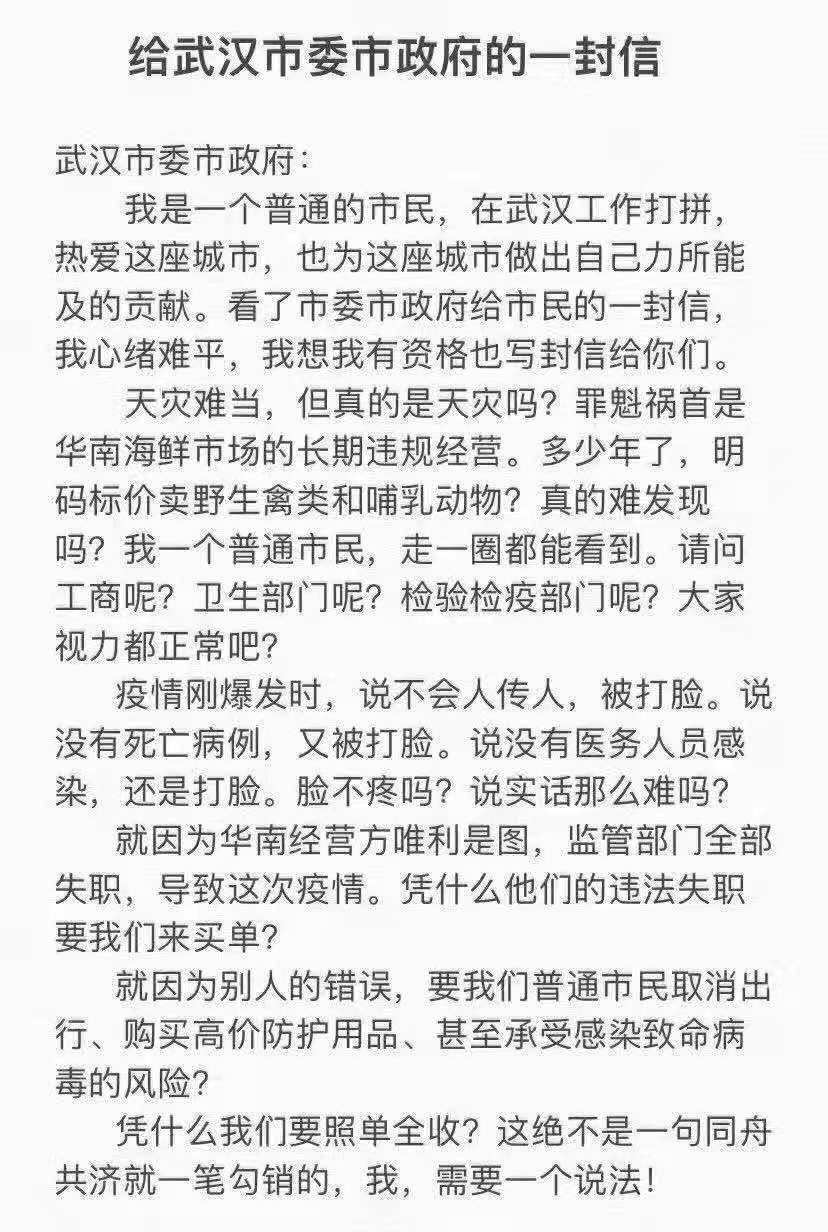 给武汉市委市政府的一封信
武汉市委市政府：
我是一个普通的市民，在武汉工作打拼，
热爱这座城市，也为这座城市做出自己力所能
及的贡献。看了市委市政府给市民的一封信，
我心绪难平，我想我有资格也写封信给你们。
天灾难当，但真的是天灾吗？罪魁祸首是
华南海鲜市场的长期违规经营。多少年了，明
码标价卖野生禽类和哺乳动物？真的难发现
吗？我一个普通市民，走一圈都能看到。请问
工商呢？卫生部门呢？检验检疫部门呢？大家
视力都正常吧？
疫情刚爆发时，说不会人传人，被打脸。说
没有死亡病例，又被打脸。说没有医务人员感
染，还是打脸。脸不疼吗？说实话那么难吗？
就因为华南经营方唯利是图，监管部门全部
失职，导致这次疫情。凭什么他们的违法失职
要我们来买单？
就因为别人的错误，要我们普通市民取消出
行、购买高价防护用品、甚至承受感染致命病
毒的风险？
凭什么我们要照单全收？这绝不是一句同舟
共济就一笔勾销的，我，需要一个说法！